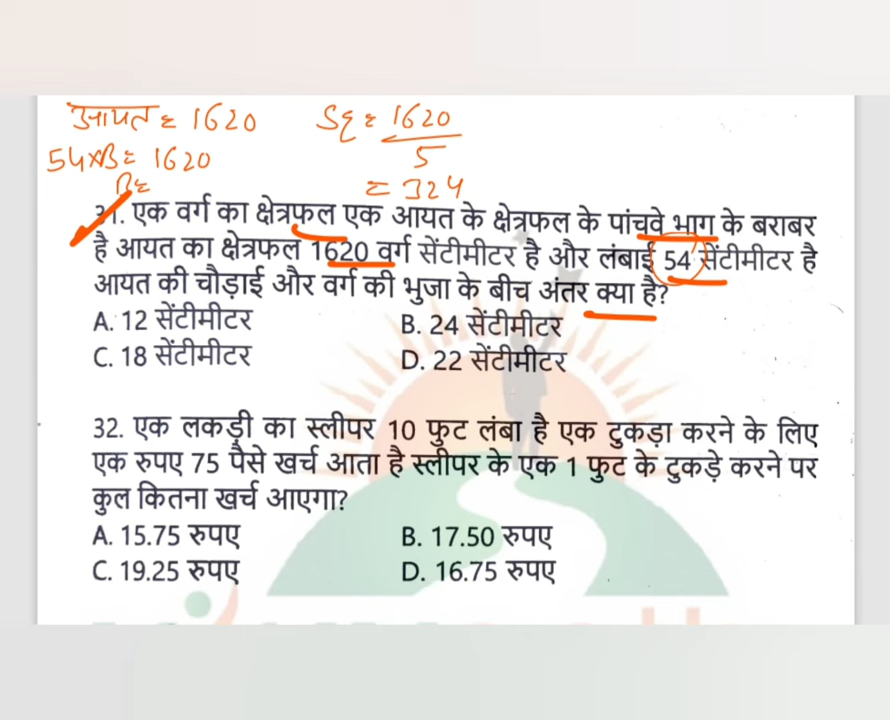 आयत = 1620 Sq = 1620
54×B = 1620 5
B= = 324
31. एक वर्ग का क्षेत्रफल एक आयत के क्षेत्रफल के पांचवे भाग के बराबर
है आयत का क्षेत्रफल 1620 वर्ग सेंटीमीटर है और लंबाई 54 सेंटीमीटर है
आयत की चौड़ाई और वर्ग की भुजा के बीच अंतर क्या है?
A. 12 सेंटीमीटर B. 24 सेंटीमीटर
C. 18 सेंटीमीटर D. 22 सेंटीमीटर
32. एक लकड़ी का स्लीपर 10 फुट लंबा है एक टुकड़ा करने के लिए
एक रुपए 75 पैसे खर्च आता है स्लीपर के एक 1 फुट के टुकड़े करने पर
कुल कितना खर्च आएगा?
A. 15.75 रुपए B. 17.50 रुपए
C. 19.25 रुपए D. 16.75 रुपए